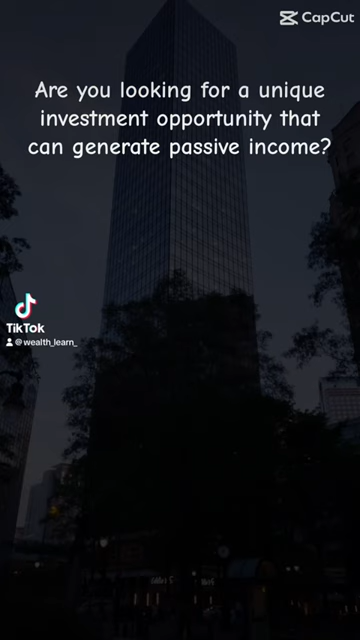 CapCut
Are you looking for a unique
investment opportunity that
can generate passive income?
TikTok
@wealth_learn_